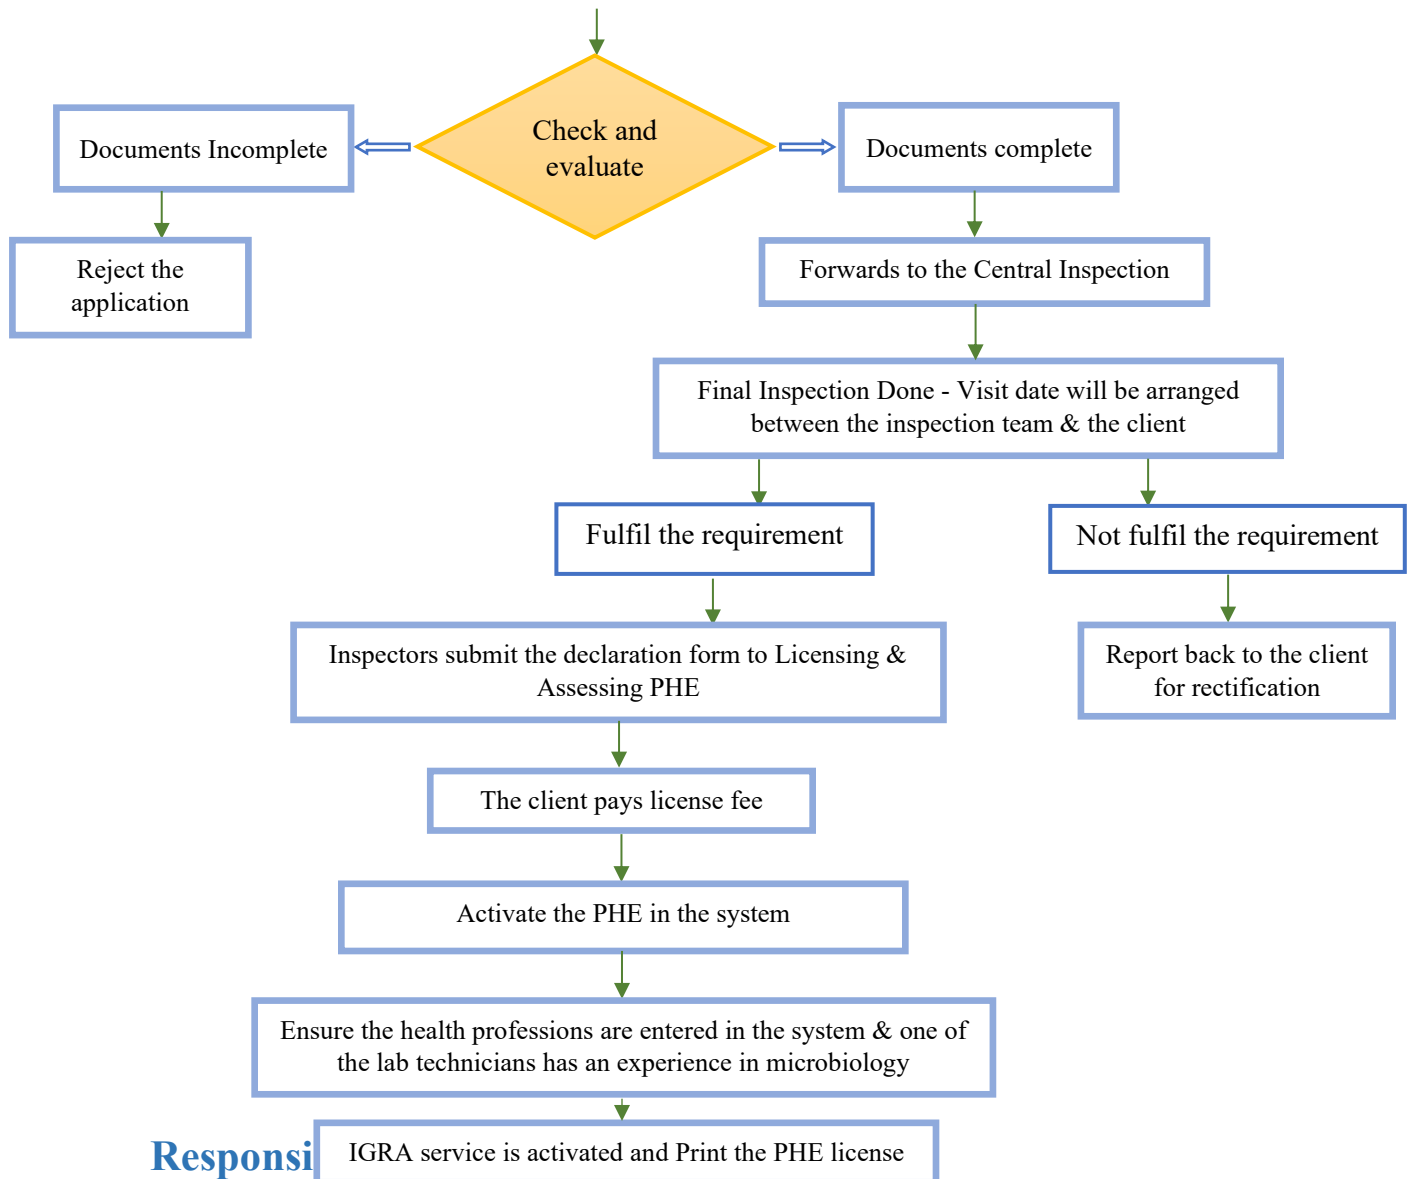 Check and
evaluate
Documents Incomplete
Documents complete
Reject the
application
Forwards to the Central Inspection
Final Inspection Done - Visit date will be arranged
between the inspection team & the client
Fulfil the requirement
Not fulfil the requirement
Inspectors submit the declaration form to Licensing &
Assessing PHE
Report back to the client
for rectification
The client pays license fee
Activate the PHE in the system
Ensure the health professions are entered in the system & one of
the lab technicians has an experience in microbiology
Responsi
IGRA service is activated and Print the PHE license